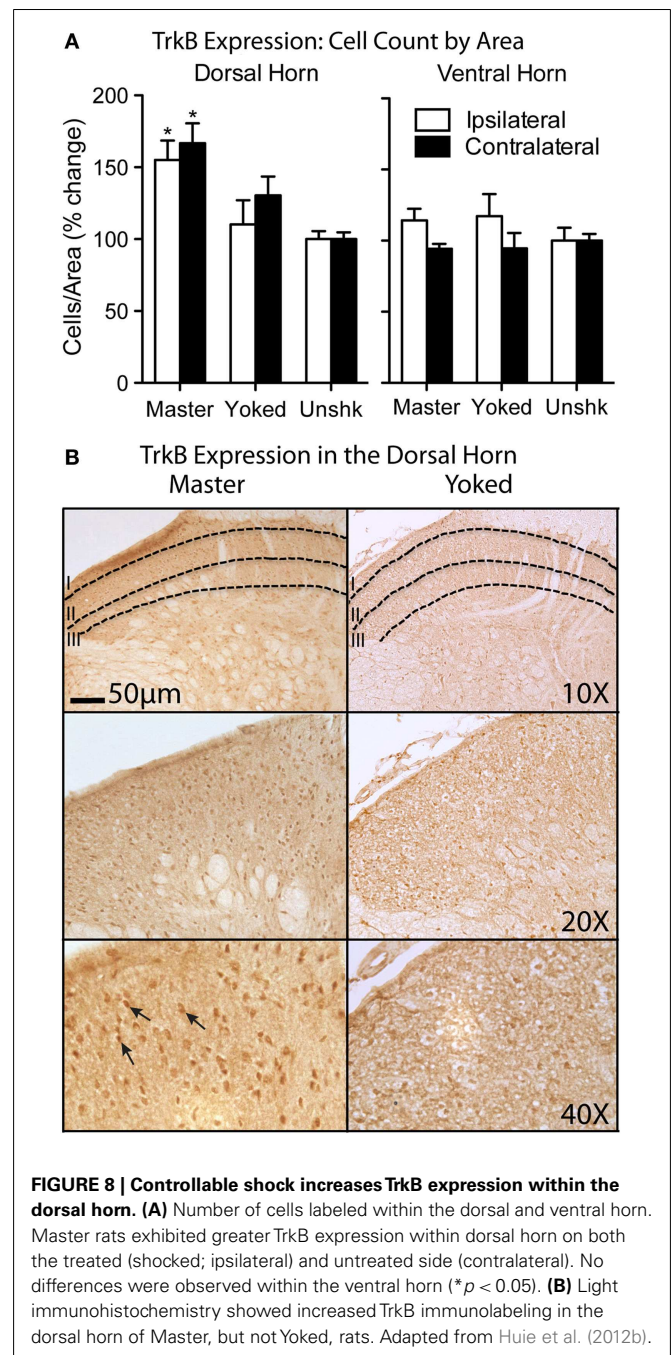 A TrkB Expression: Cell Count by Area
Dorsal Horn Ventral Horn
Cells/Area (% change)
200
150
100
50
0
* *
Ipsilateral
Contralateral
Master Yoked Unshk Master Yoked Unshk
B TrkB Expression in the Dorsal Horn
Master Yoked
I
II
III
50µm
I
II
III
10X
20X
40X
FIGURE 8 | Controllable shock increases TrkB expression within the
dorsal horn. (A) Number of cells labeled within the dorsal and ventral horn.
Master rats exhibited greater TrkB expression within dorsal horn on both
the treated (shocked; ipsilateral) and untreated side (contralateral). No
differences were observed within the ventral horn (*p < 0.05). (B) Light
immunohistochemistry showed increased TrkB immunolabeling in the
dorsal horn of Master, but not Yoked, rats. Adapted from Huie et al. (2012b).